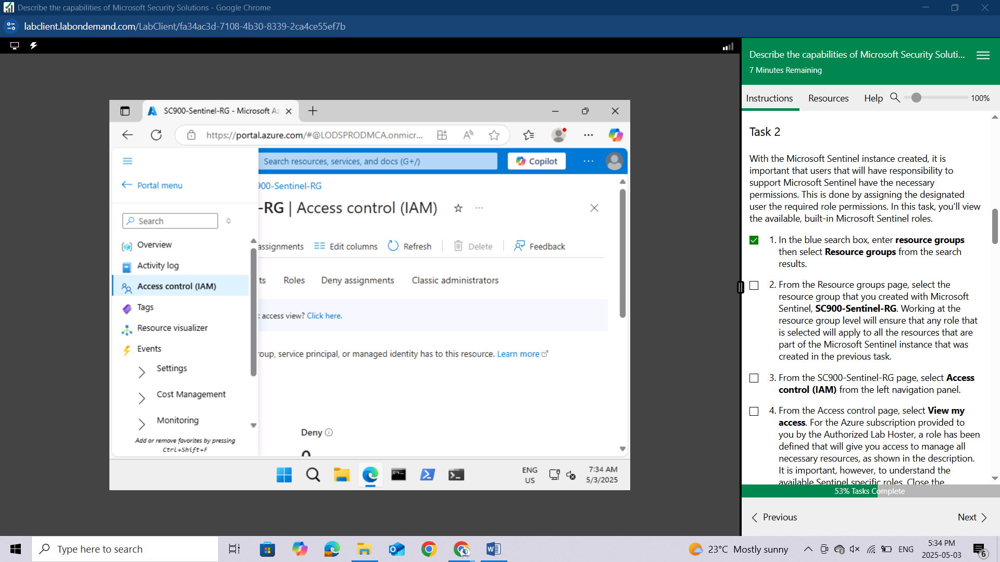 Describe the capabilities of Microsoft Security Solutions - Google Chrome
labclient.labondemand.com/LabClient/fa34ac3d-7108-4b30-8339-2ca4ce55ef7b
SC900-Sentinel-RG - Microsoft Az
https://portal.azure.com/#@LODSPRODMCA.onmicr...
Search resources, services, and docs (G+/)
Copilot
Portal menu
900-Sentinel-RG
-RG | Access control (IAM)
Search
assignments
Edit columns
Refresh
Delete
Feedback
Overview
Activity log
Access control (IAM)
Tags
Resource visualizer
Events
Settings
Cost Management
Monitoring
Add or remove favorites by pressing
Ctrl+Shift+F
ts
Roles
Deny assignments
Classic administrators
access view? Click here.
oup, service principal, or managed identity has to this resource. Learn more
Deny
0
ENG
US
7:34 AM
5/3/2025
Describe the capabilities of Microsoft Security Soluti...
7 Minutes Remaining
Instructions
Resources
Help
100%
Task 2
With the Microsoft Sentinel instance created, it is
important that users that will have responsibility to
support Microsoft Sentinel have the necessary
permissions. This is done by assigning the designated
user the required role permissions. In this task, you'll view
the available, built-in Microsoft Sentinel roles.
1. In the blue search box, enter resource groups
then select Resource groups from the search
results.
2. From the Resource groups page, select the
resource group that you created with Microsoft
Sentinel, SC900-Sentinel-RG. Working at the
resource group level will ensure that any role that
is selected will apply to all the resources that are
part of the Microsoft Sentinel instance that was
created in the previous task.
3. From the SC900-Sentinel-RG page, select Access
control (IAM) from the left navigation panel.
4. From the Access control page, select View my
access. For the Azure subscription provided to
you by the Authorized Lab Hoster, a role has been
defined that will give you access to manage all
necessary resources, as shown in the description.
It is important, however, to understand the
available Sentinel specific roles. Close the
53% Tasks Complete
Previous
Next
Type here to search
23°C Mostly sunny
ENG
5:34 PM
2025-05-03
6